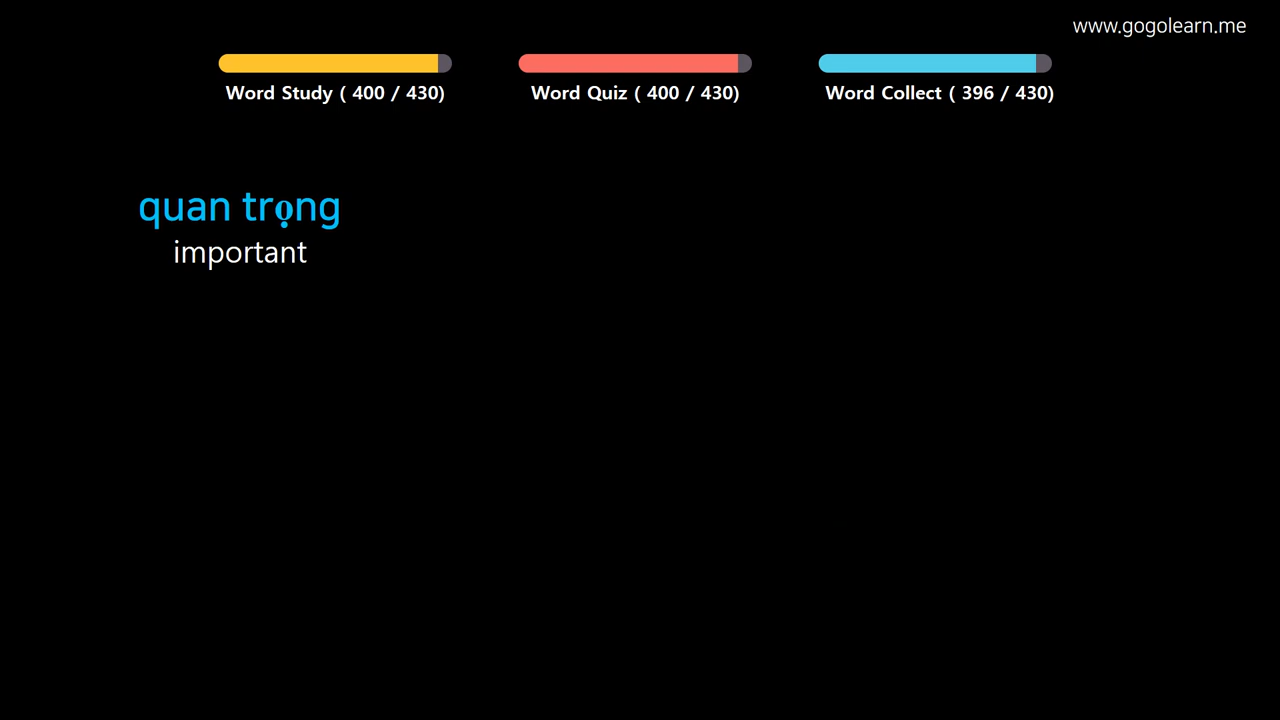 www.gogolearn.me
Word Study ( 400 / 430)
Word Quiz ( 400 / 430)
Word Collect ( 396 / 430)
quan trọng
important